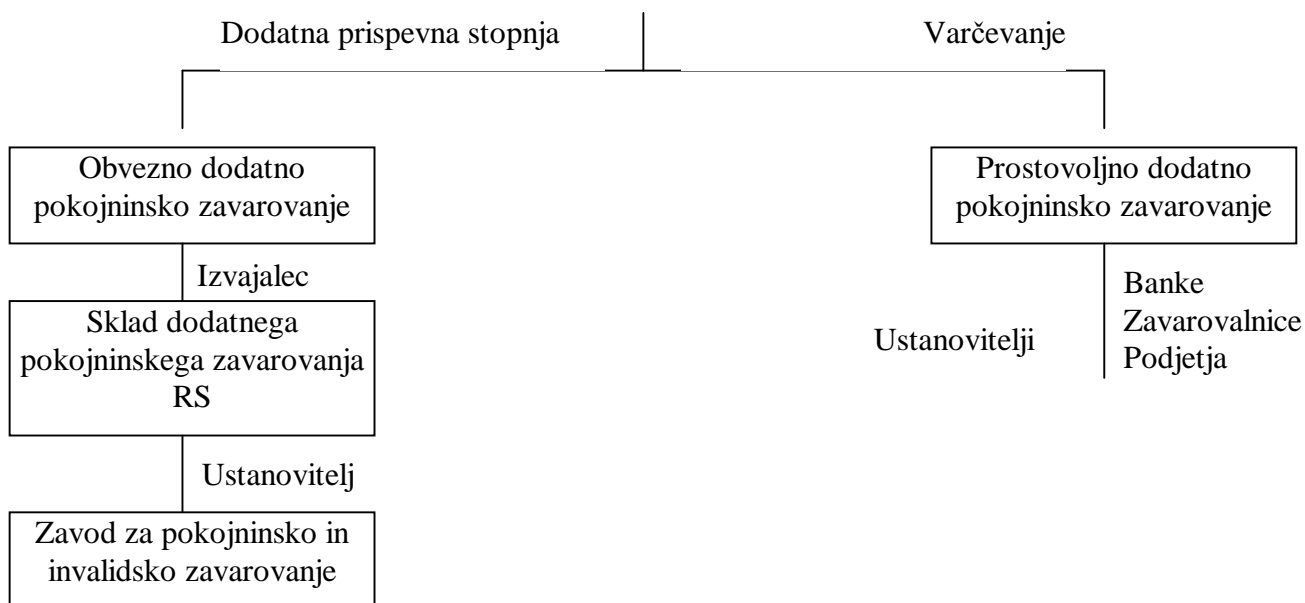 Dodatna prispevna stopnja
Varčevanje
Obvezno dodatno
pokojninsko zavarovanje
Izvajalec
Sklad dodatnega
pokojninskega zavarovanja
RS
Ustanovitelj
Zavod za pokojninsko in
invalidsko zavarovanje
Prostovoljno dodatno
pokojninsko zavarovanje
Ustanovitelji
Banke
Zavarovalnice
Podjetja